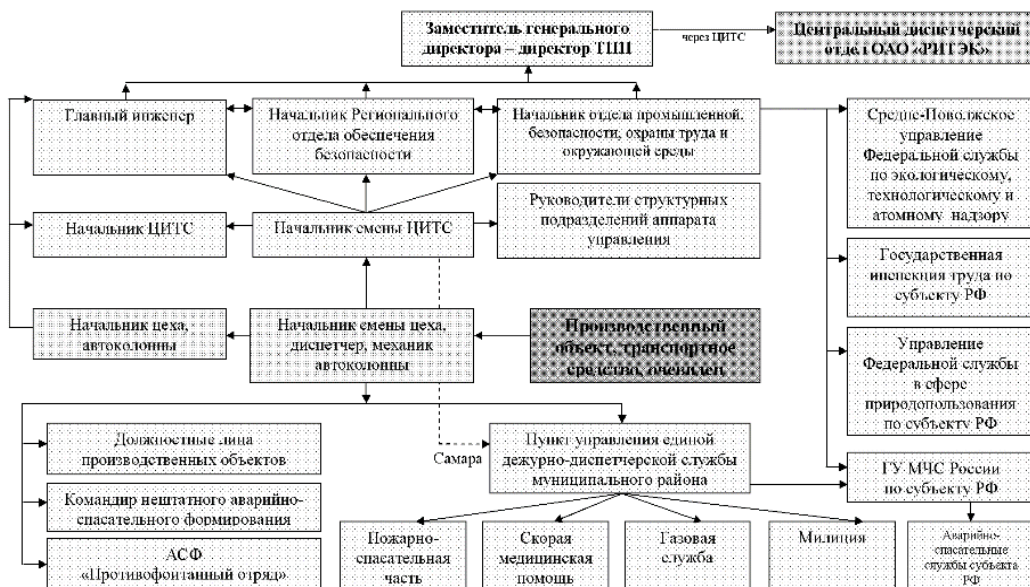 Заместитель генерального
директора – директор ТПП
через ЦИТС
Центральный диспетчерский
отдел ОАО «РИТЭК»
Главный инженер
Начальник Регионального
отдела обеспечения
безопасности
Начальник отдела промышленной,
безопасности, охраны труда и
окружающей среды
Средне-Поволжское
управление
Федеральной службы
по экологическому,
технологическому и
атомному надзору
Начальник ЦИТС
Начальник смены ЦИТС
Руководители структурных
подразделений аппарата
управления
Государственная
инспекция труда по
субъекту РФ
Начальник цеха,
автоколонны
Начальник смены цеха,
диспетчер, механик
автоколонны
Производственный
объект, транспортное
средство, очевидец
Управление
Федеральной службы
в сфере
природопользования
по субъекту РФ
Должностные лица
производственных объектов
Самара
Пункт управления единой
дежурно-диспетчерской службы
муниципального района
ГУ МЧС России
по субъекту РФ
Командир нештатного аварийно-
спасательного формирования
АСФ
«Противофонтанный отряд»
Пожарно-
спасательная
часть
Скорая
медицинская
помощь
Газовая
служба
Милиция
Аварийно-
спасательные
службы субъекта
РФ